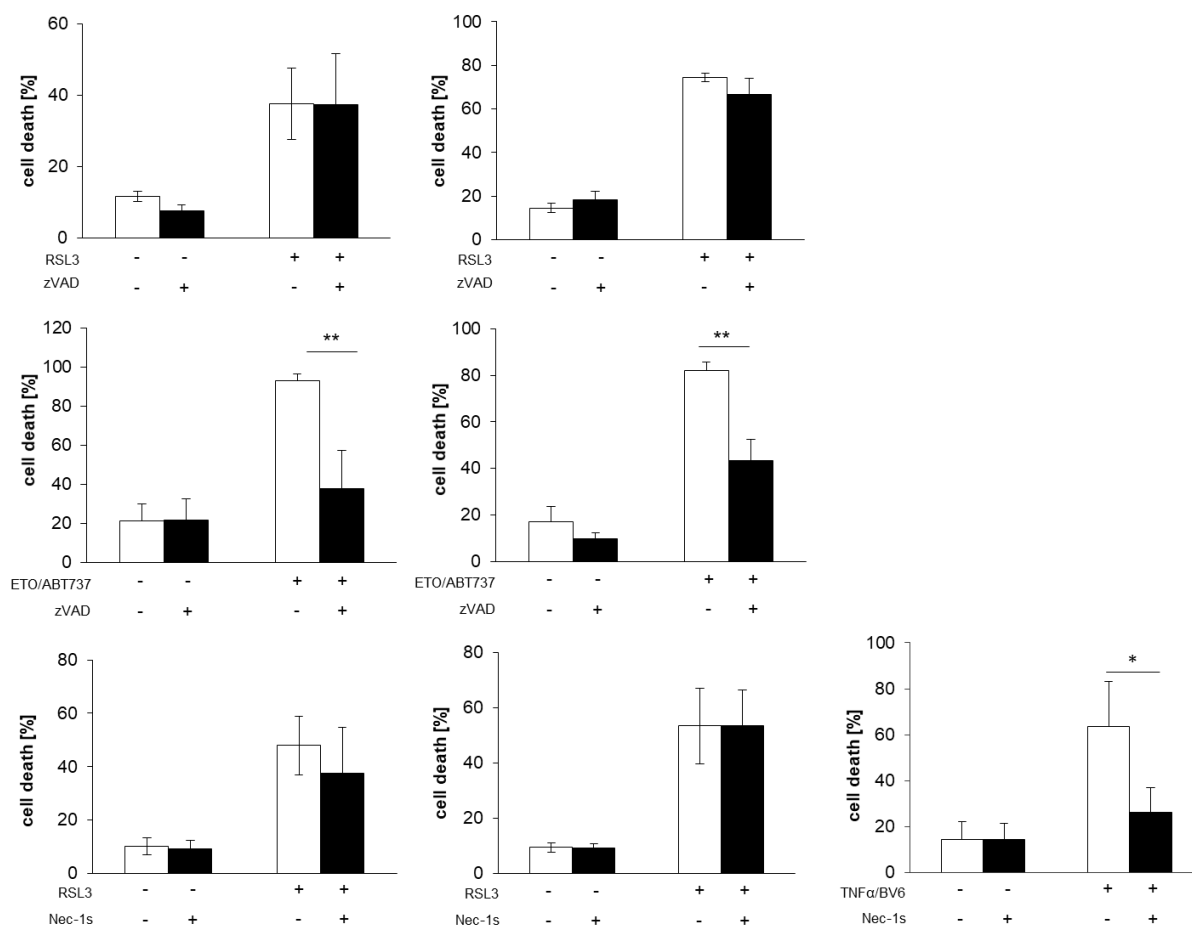 60
40
20
0
cell death [%]
RSL3 - - + +
zVAD - + - +
100
80
60
40
20
0
cell death [%]
RSL3 - - + +
zVAD - + - +
120
100
80
60
40
20
0
cell death [%]
**
ETO/ABT737 - - + +
zVAD - + - +
100
80
60
40
20
0
cell death [%]
**
ETO/ABT737 - - + +
zVAD - + - +
80
60
40
20
0
cell death [%]
RSL3 - - + +
Nec-1s - + - +
80
60
40
20
0
cell death [%]
RSL3 - - + +
Nec-1s - + - +
100
80
60
40
20
0
cell death [%]
*
TNFα/BV6 - - + +
Nec-1s - + - +